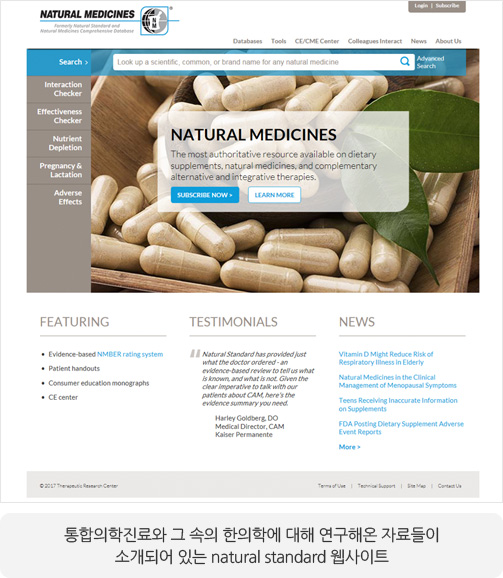 Login | Subscribe
NATURAL MEDICINES
Formerly Natural Standard and
Natural Medicines Comprehensive Database
Databases Tools CE/CME Center Colleagues Interact News About Us
Search ›
Look up a scientific, common, or brand name for any natural medicine
Advanced
Search
Interaction
Checker
Effectiveness
Checker
Nutrient
Depletion
Pregnancy &
Lactation
Adverse
Effects
NATURAL MEDICINES
The most authoritative resource available on dietary
supplements, natural medicines, and complementary
alternative and integrative therapies.
SUBSCRIBE NOW >
LEARN MORE
FEATURING
• Evidence-based NMBER rating system
• Patient handouts
• Consumer education monographs
• CE center
TESTIMONIALS
" Natural Standard has provided just
what the doctor ordered - an
evidence-based review to tell us what
is known, and what is not. Given the
clear imperative to talk with our
patients about CAM, here's the
evidence summary you need.
Harley Goldberg, DO
Medical Director, CAM
Kaiser Permanente
NEWS
Vitamin D Might Reduce Risk of
Respiratory Illness in Elderly
Natural Medicines in the Clinical
Management of Menopausal Symptoms
Teens Receiving Inaccurate Information
on Supplements
FDA Posting Dietary Supplement Adverse
Event Reports
More >
© 2017 Therapeutic Research Center
Terms of Use | Technical Support | Site Map | Contact Us
통합의학진료와 그 속의 한의학에 대해 연구해온 자료들이
소개되어 있는 natural standard 웹사이트